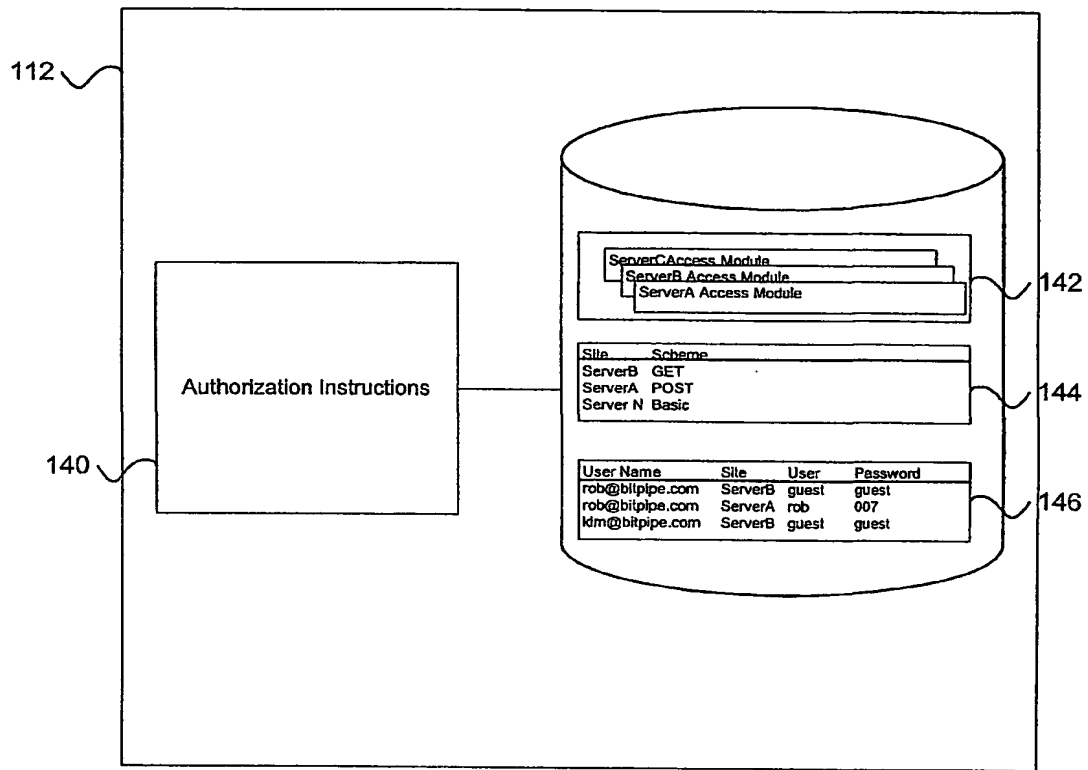 112
ServerCAccess Module
ServerB Access Module
ServerA Access Module
142
Site Scheme
ServerB GET
ServerA POST
Server N Basic
144
Authorization Instructions
140
User Name Site User Password
rob@bitpipe.com ServerB guest guest
rob@bitpipe.com ServerA rob 007
kim@bitpipe.com ServerB guest guest
146